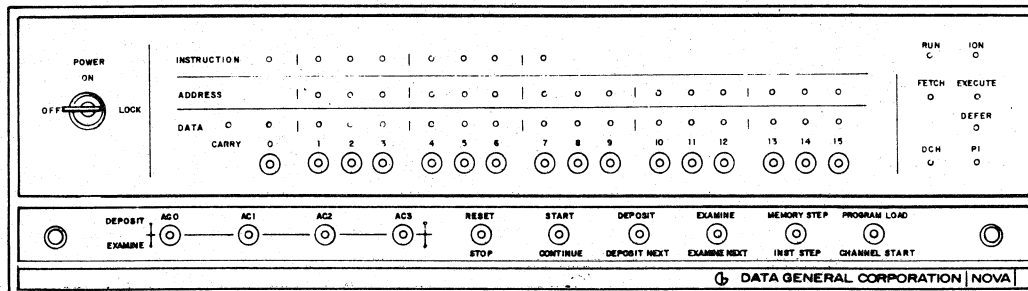 RUN ION
POWER
INSTRUCTION
ON
FETCH EXECUTE
ADDRESS
OFF LOCK
DEFER
DATA
CARRY 0 1 2 3 4 5 6 7 8 9 10 11 12 13 14 15
DCH PI
DEPOSIT AC0 AC1 AC2 AC3 RESET START DEPOSIT EXAMINE MEMORY STEP PROGRAM LOAD
EXAMINE STOP CONTINUE DEPOSIT NEXT EXAMINE NEXT INST STEP CHANNEL START
DATA GENERAL CORPORATION | NOVA